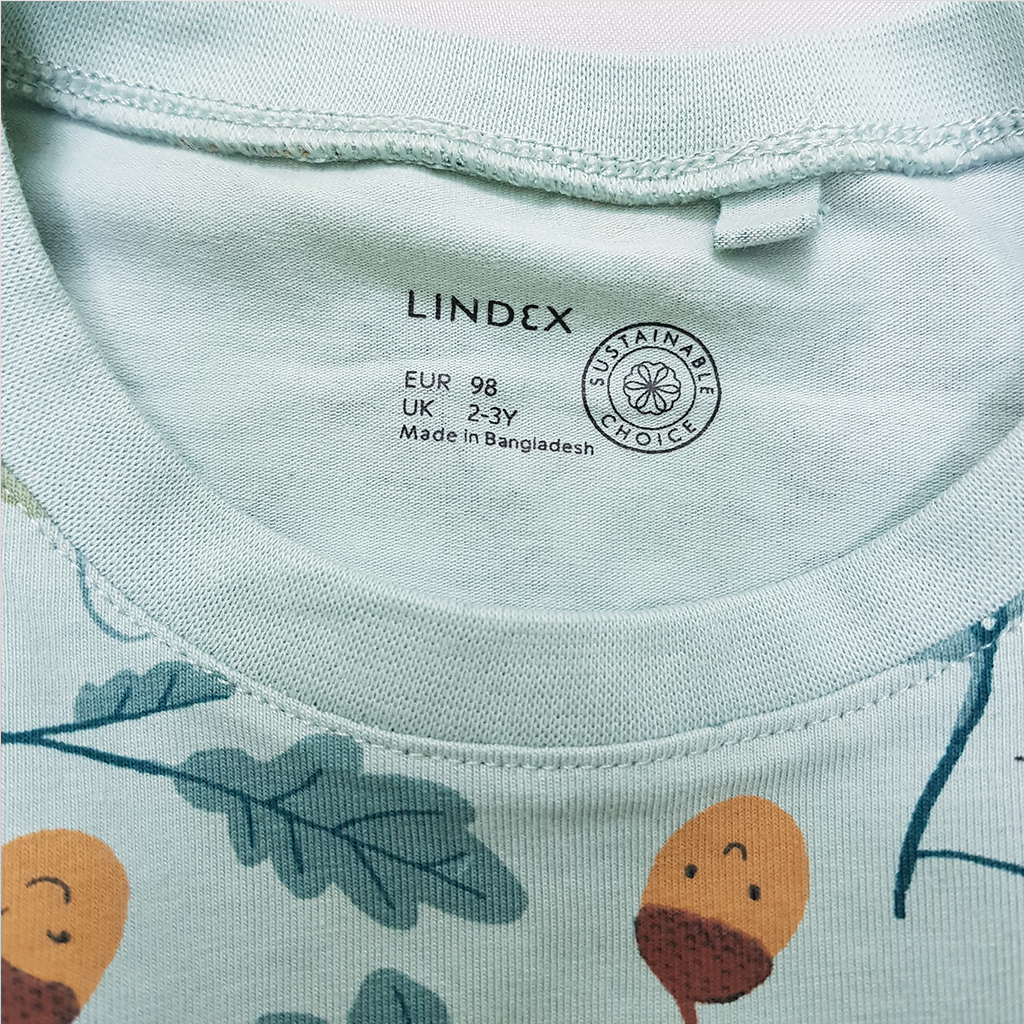 LINDEX
EUR 98
UK 2-3Y
Made in Bangladesh
SUSTAINABLE
CHOICE